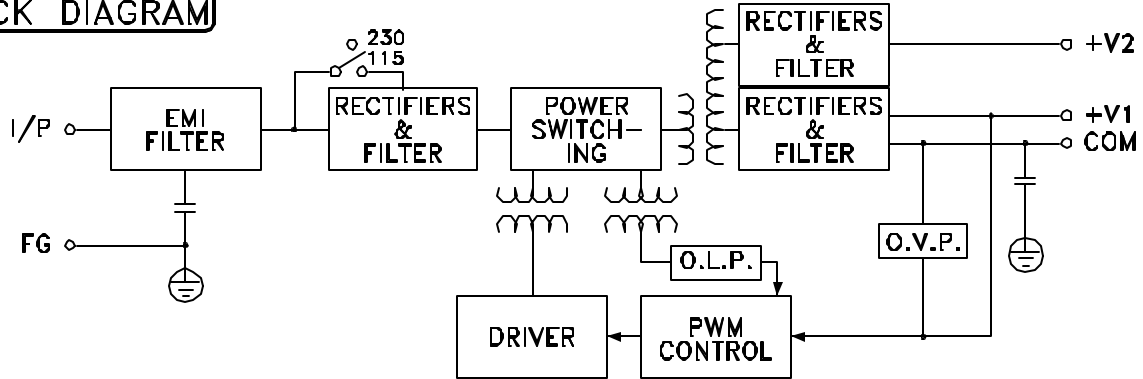 CK DIAGRAM
230
115
I/P
EMI
FILTER
RECTIFIERS
&
FILTER
POWER
SWITCH-
ING
RECTIFIERS
&
FILTER
+V2
RECTIFIERS
&
FILTER
+V1
COM
FG
O.L.P.
O.V.P.
DRIVER
PWM
CONTROL